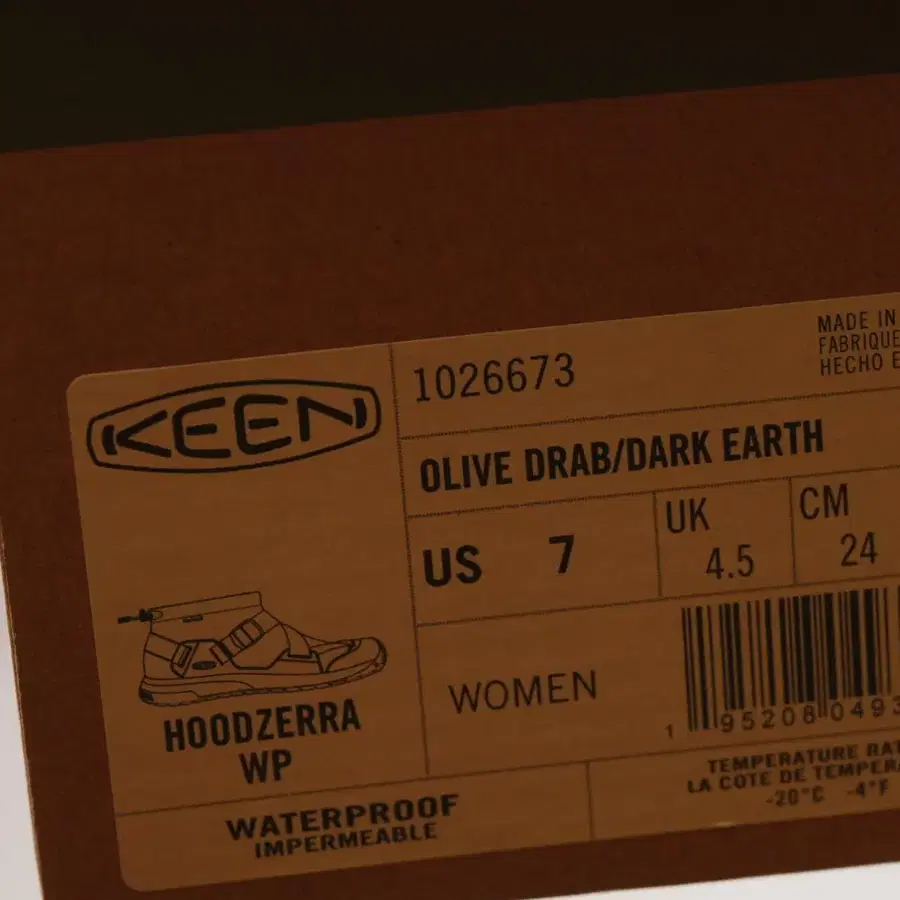 KEEN
1026673
MADE IN
FABRIQUE
HECHO E
OLIVE DRAB/DARK EARTH
US 7
UK 4.5
CM 24
WOMEN
1 95208 0493
HOODZERRA
WP
WATERPROOF
IMPERMEABLE
TEMPERATURE RAT
LA COTE DE TEMPERA
-20°C -4°F